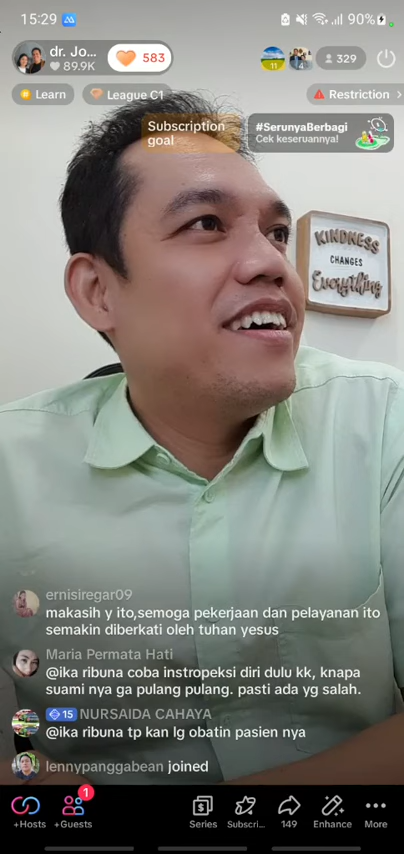 15:29
90%
dr. Jo...
89.9K
583
11
4
329
Learn
League C1
Restriction
Subscription
goal
#SerunyaBerbagi
Cek keseruannya!
KINDNESS
CHANGES
Everything
ernisiregar09
makasih y ito,semoga pekerjaan dan pelayanan ito
semakin diberkati oleh tuhan yesus
Maria Permata Hati
@ika ribuna coba instropeksi diri dulu kk, knapa
suami nya ga pulang pulang. pasti ada yg salah.
15 NURSAIDA CAHAYA
@ika ribuna tp kan lg obatin pasien nya
lennypanggabean joined
1
+Hosts
+Guests
Series
Subscri...
149
Enhance
More